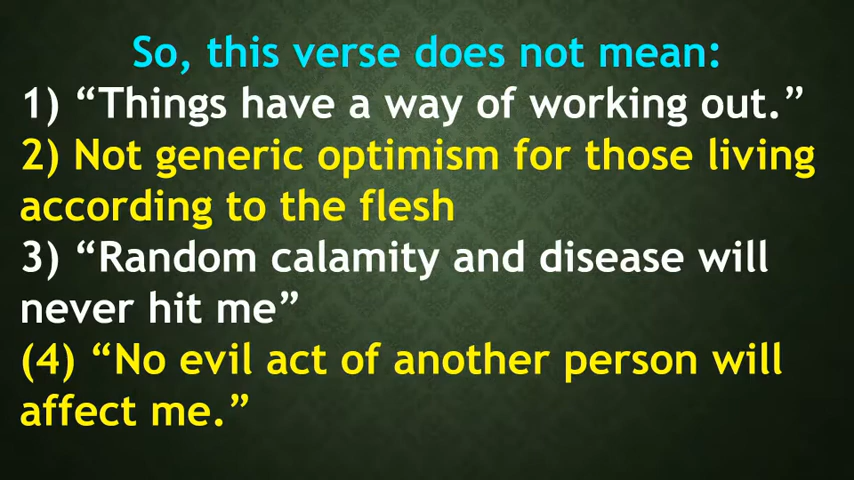 So, this verse does not mean:
1) “Things have a way of working out.”
2) Not generic optimism for those living
according to the flesh
3) “Random calamity and disease will
never hit me”
(4) “No evil act of another person will
affect me.”